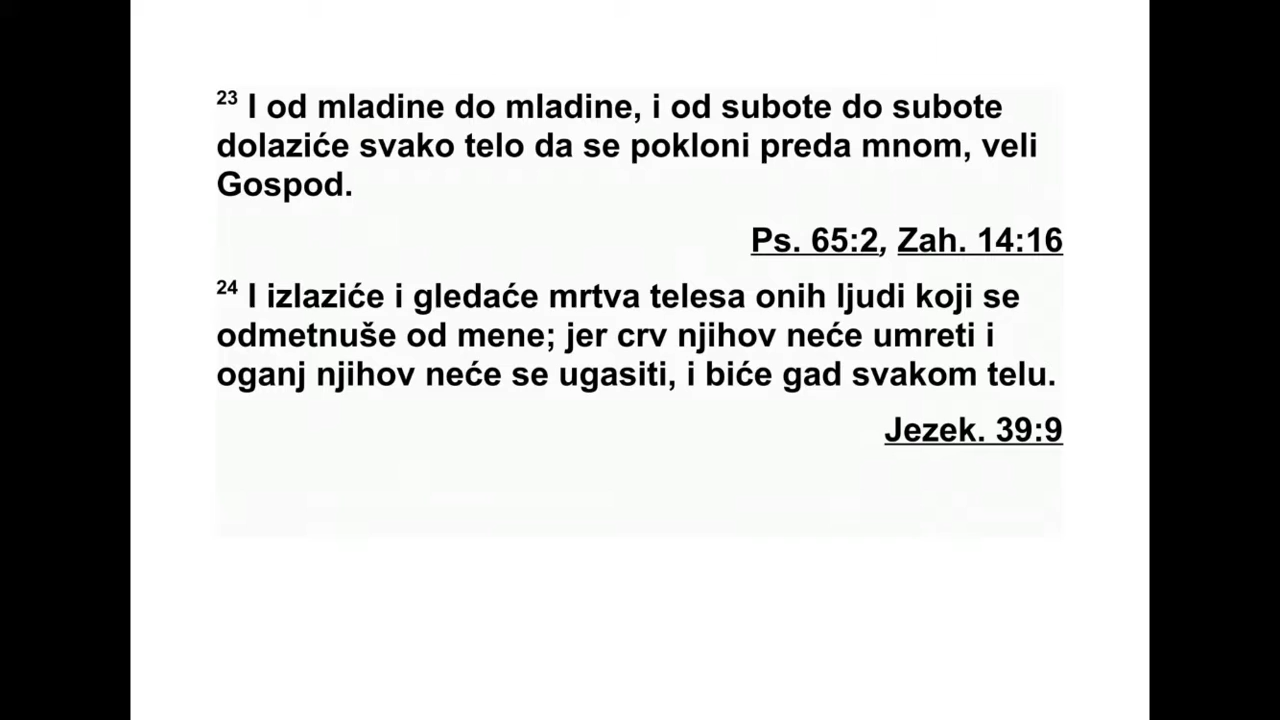 23 I od mladine do mladine, i od subote do subote
dolaziće svako telo da se pokloni preda mnom, veli
Gospod.
Ps. 65:2, Zah. 14:16
24 I izlaziće i gledaće mrtva telesa onih ljudi koji se
odmetnuše od mene; jer crv njihov neće umreti i
oganj njihov neće se ugasiti, i biće gad svakom telu.
Jezek. 39:9